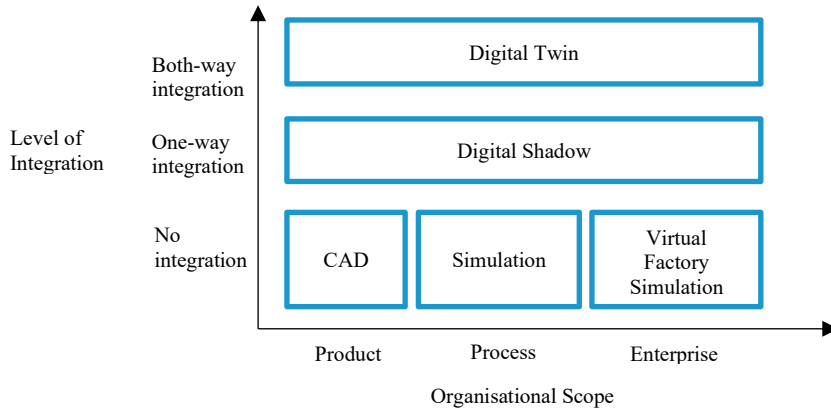 Both-way
integration
Digital Twin
Level of
Integration
One-way
integration
Digital Shadow
No
integration
CAD
Simulation
Virtual
Factory
Simulation
Product
Process
Enterprise
Organisational Scope